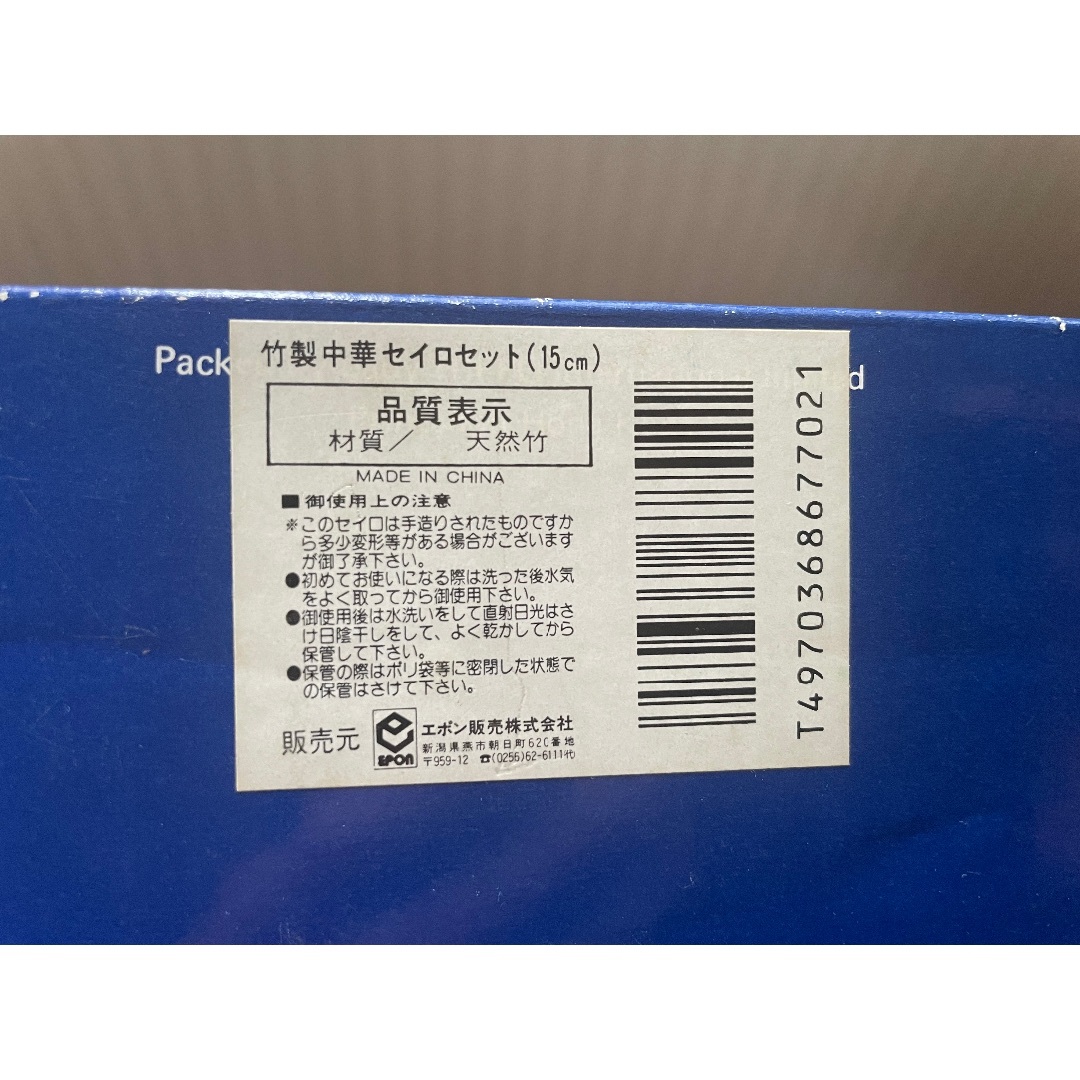 Pack
d
竹製中華セイロセット(15cm)
品質表示
材質／ 天然竹
MADE IN CHINA
■御使用上の注意
※このセイロは手造りされたものですか
ら多少変形等がある場合がございます
が御了承下さい。
●初めてお使いになる際は洗った後水気
をよく取ってから御使用下さい。
●御使用後は水洗いをして直射日光はさ
け日陰干しをして、よく乾かしてから
保管して下さい。
●保管の際はポリ袋等に密閉した状態で
の保管はさけて下さい。
販売元
EPON
エポン販売株式会社
新潟県燕市朝日町620番地
〒959-12 ☎(0256)62-6111代
T4970368677021